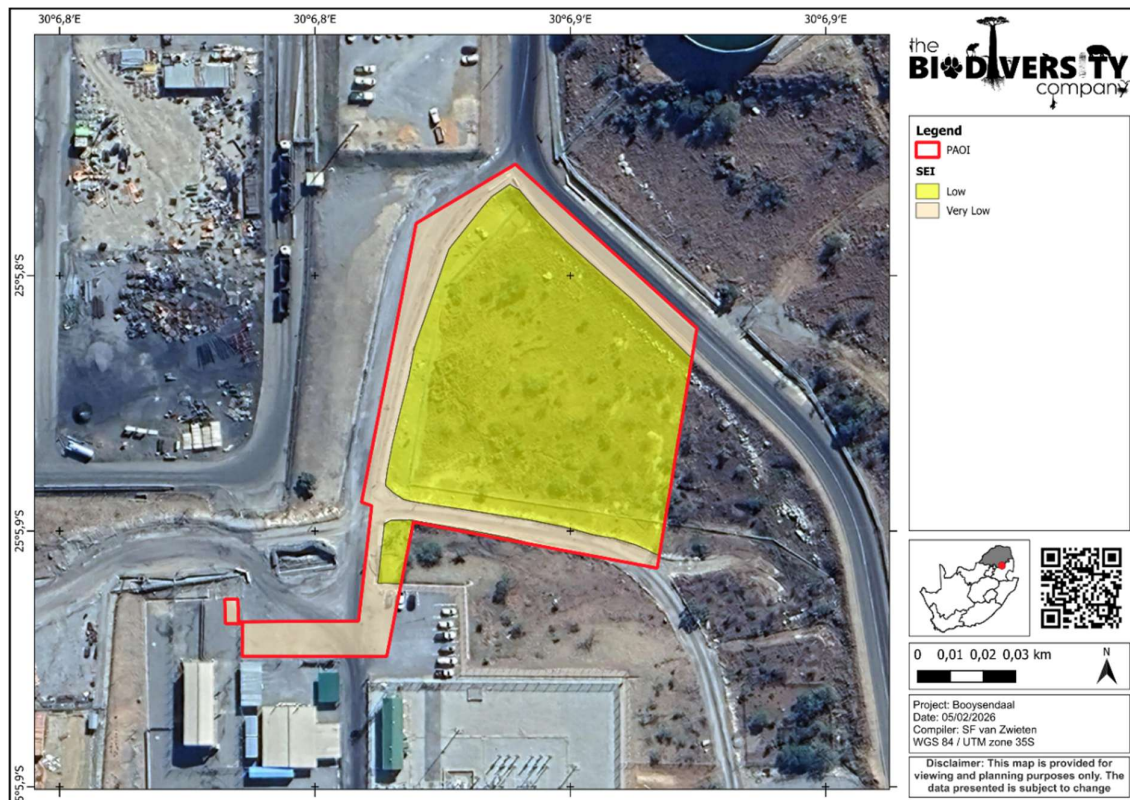 30°6,8'E
30°6,8'E
30°6,9'E
30°6,9'E
25°5,8'S
25°5,9'S
5°5,9'S
the
BIODIVERSITY
company
Legend
PAOI
SEI
Low
Very Low
0 0,01 0,02 0,03 km
N
Project: Booysendaal
Date: 05/02/2026
Compiler: SF van Zwieten
WGS 84 / UTM zone 35S
Disclaimer: This map is provided for
viewing and planning purposes only. The
data presented is subject to change